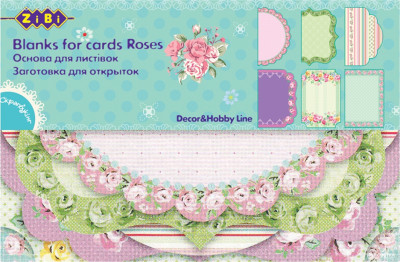 ZiBi
Blanks for cards Roses
Основа для листівок
Заготовка для открыток
Decor&Hobby Line